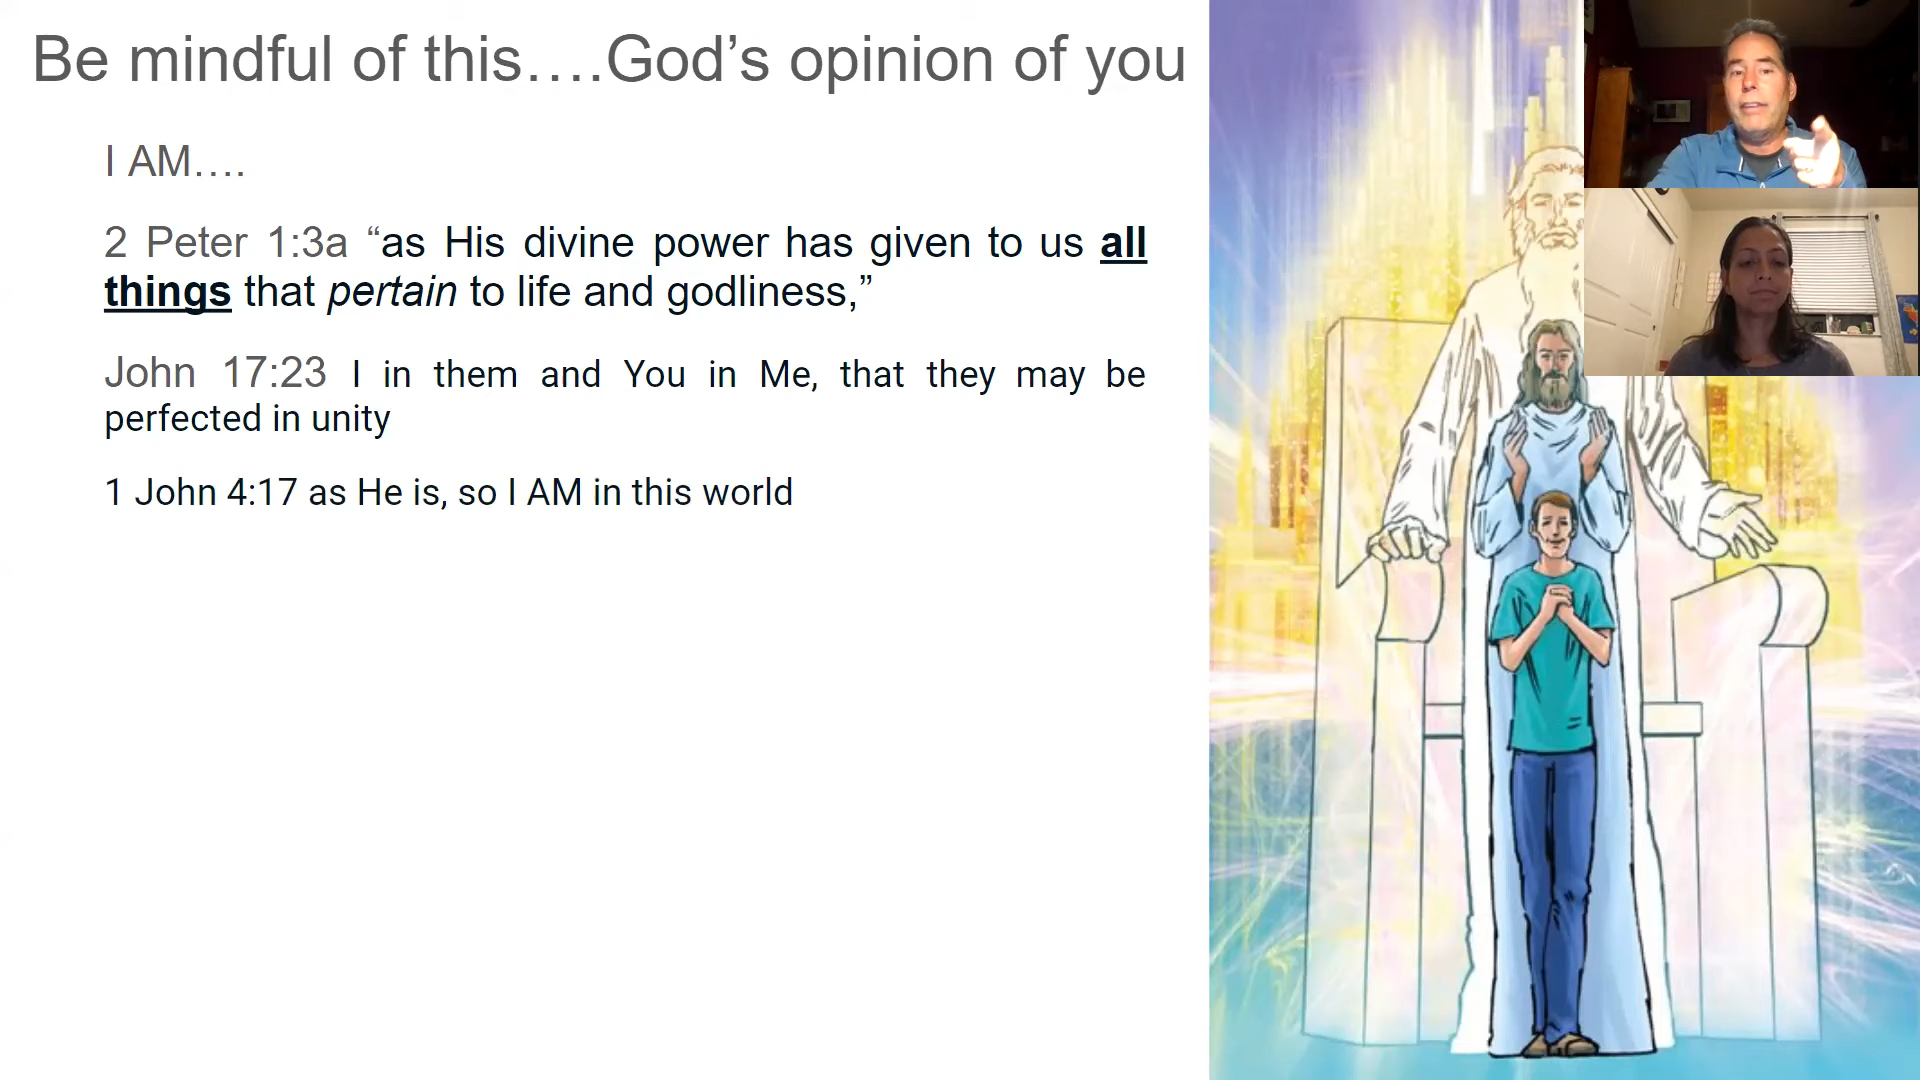 Be mindful of this….God’s opinion of you
I AM….
2 Peter 1:3a “as His divine power has given to us all
things that pertain to life and godliness,”
John 17:23 I in them and You in Me, that they may be
perfected in unity
1 John 4:17 as He is, so I AM in this world